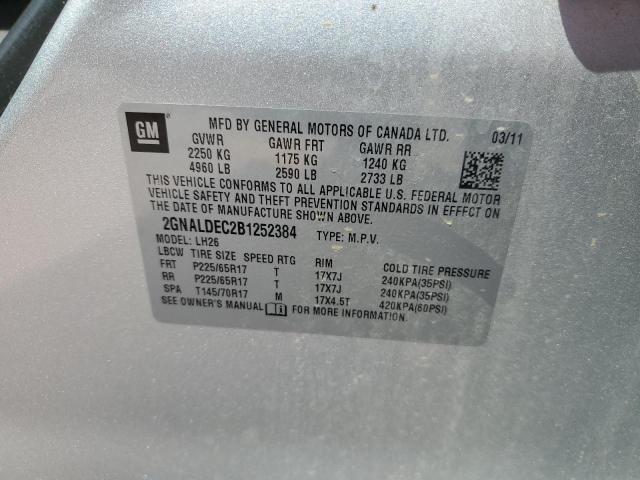 GM
MFD BY GENERAL MOTORS OF CANADA LTD. 03/11
GVWR GAWR FRT GAWR RR
2250 KG 1175 KG 1240 KG
4960 LB 2590 LB 2733 LB
THIS VEHICLE CONFORMS TO ALL APPLICABLE U.S. FEDERAL MOTOR
VEHICLE SAFETY AND THEFT PREVENTION STANDARDS IN EFFECT ON
THE DATE OF MANUFACTURE SHOWN ABOVE.
2GNALDEC2B1252384 TYPE: M.P.V.
MODEL: LH26
LBCW TIRE SIZE SPEED RTG RIM COLD TIRE PRESSURE
FRT P225/65R17 T 17X7J 240KPA(35PSI)
RR P225/65R17 T 17X7J 240KPA(35PSI)
SPA T145/70R17 M 17X4.5T 420KPA(60PSI)
SEE OWNER'S MANUAL FOR MORE INFORMATION